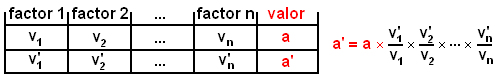 factor 1 factor 2 ... factor n valor
v₁ v₂ ... vₙ a
v'₁ v'₂ ... v'ₙ a'
a' = a × v'₁/v₁ × v'₂/v₂ × ··· × v'ₙ/vₙ